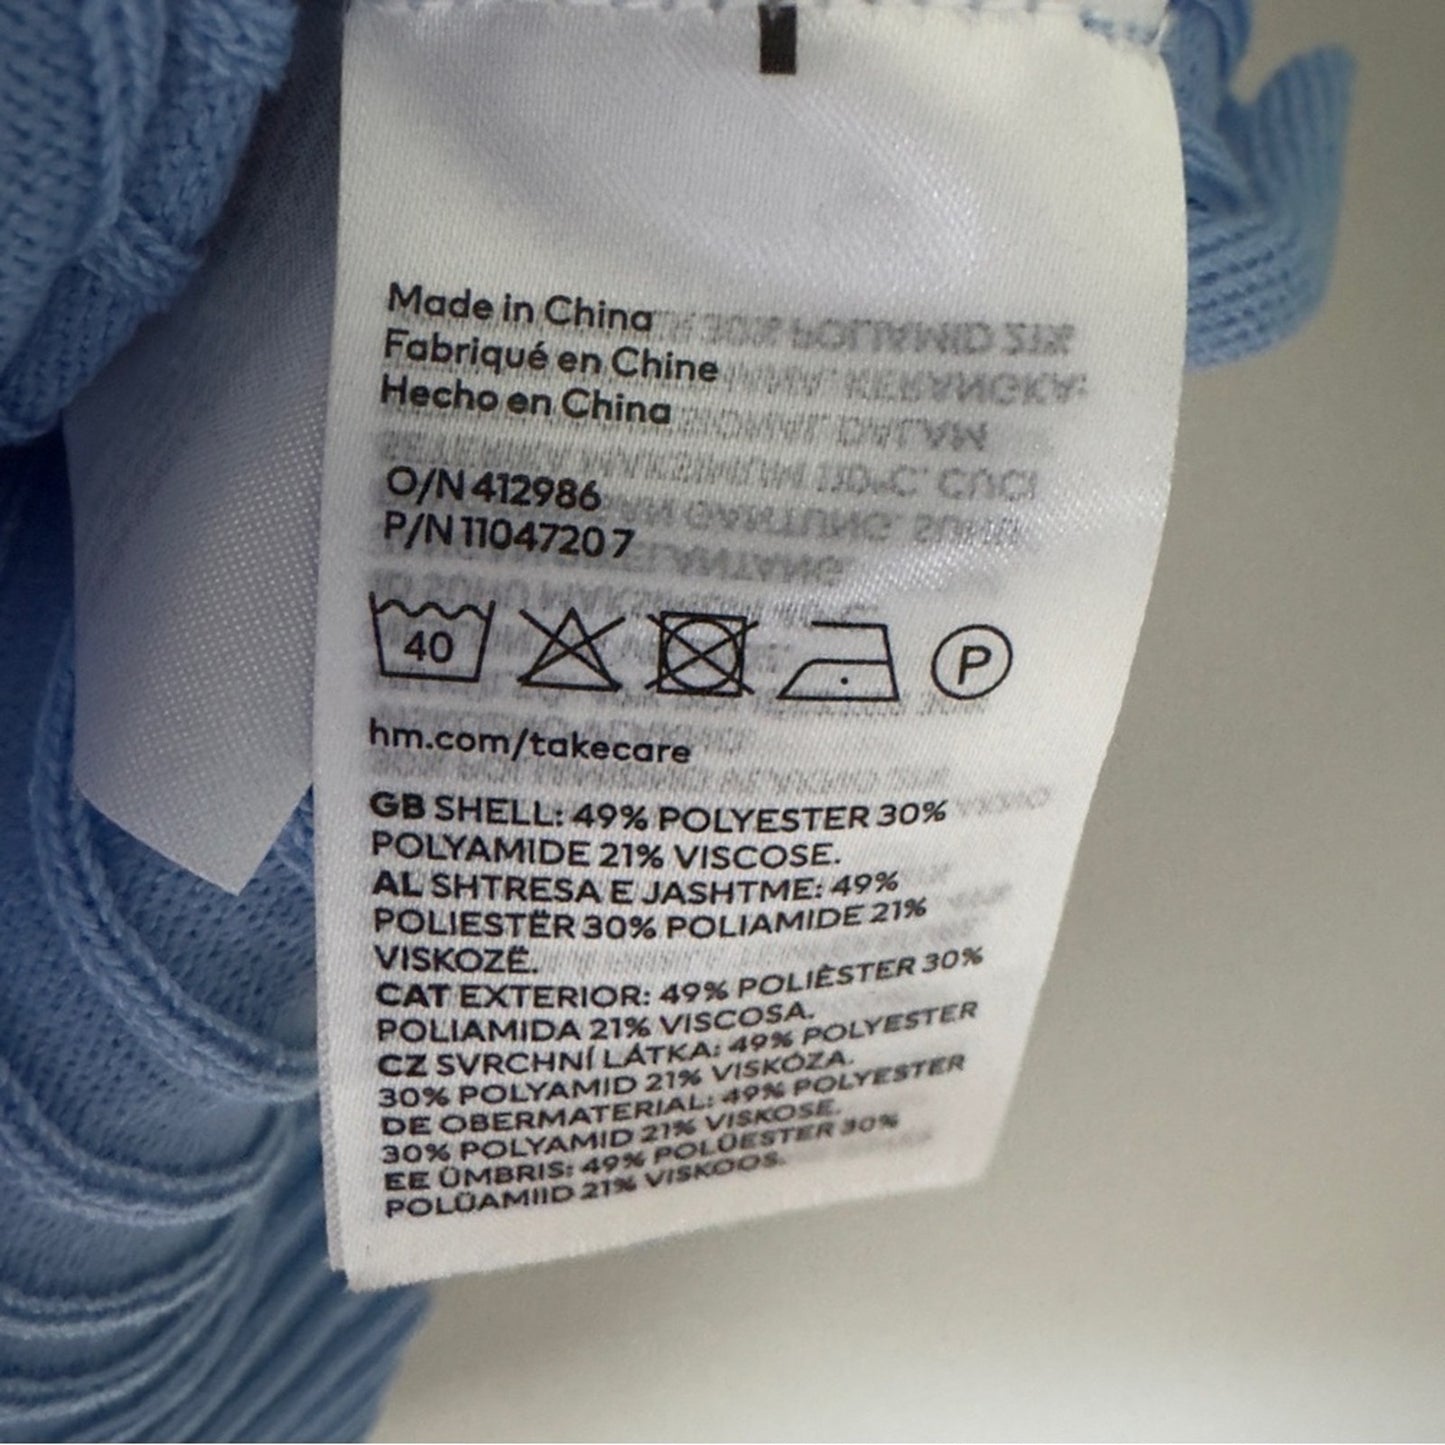 Made in China
Fabriqué en Chine
Hecho en China
O/N 412986
P/N 11047207
40
P
hm.com/takecare
GB SHELL: 49% POLYESTER 30%
POLYAMIDE 21% VISCOSE.
AL SHTRESA E JASHTME: 49%
POLIESTËR 30% POLIAMIDE 21%
VISKOZË.
CAT EXTERIOR: 49% POLIÈSTER 30%
POLIAMIDA 21% VISCOSA.
CZ SVRCHNÍ LÁTKA: 49% POLYESTER
30% POLYAMID 21% VISKÓZA.
DE OBERMATERIAL: 49% POLYESTER
30% POLYAMID 21% VISKOSE.
EE ÜMBRIS: 49% POLÜESTER 30%
POLÜAMIID 21% VISKOOS.